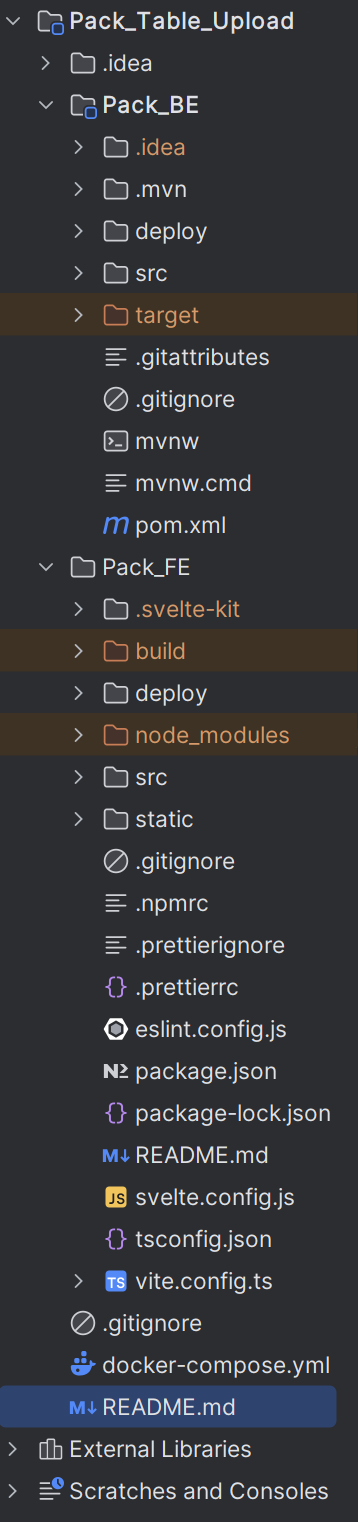 Pack_Table_Upload
.idea
Pack_BE
.idea
.mvn
deploy
src
target
.gitattributes
.gitignore
mvnw
mvnw.cmd
m pom.xml
Pack_FE
.svelte-kit
build
deploy
node_modules
src
static
.gitignore
.npmrc
.prettierignore
{} .prettierrc
eslint.config.js
package.json
{} package-lock.json
M↓ README.md
JS svelte.config.js
{} tsconfig.json
TS vite.config.ts
.gitignore
docker-compose.yml
M↓ README.md
External Libraries
Scratches and Consoles